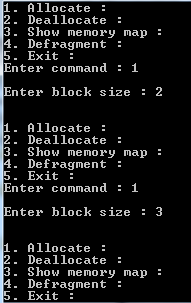 1. Allocate :
2. Deallocate :
3. Show memory map :
4. Defragment :
5. Exit :
Enter command : 1
Enter block size : 2
1. Allocate :
2. Deallocate :
3. Show memory map :
4. Defragment :
5. Exit :
Enter command : 1
Enter block size : 3
1. Allocate :
2. Deallocate :
3. Show memory map :
4. Defragment :
5. Exit :